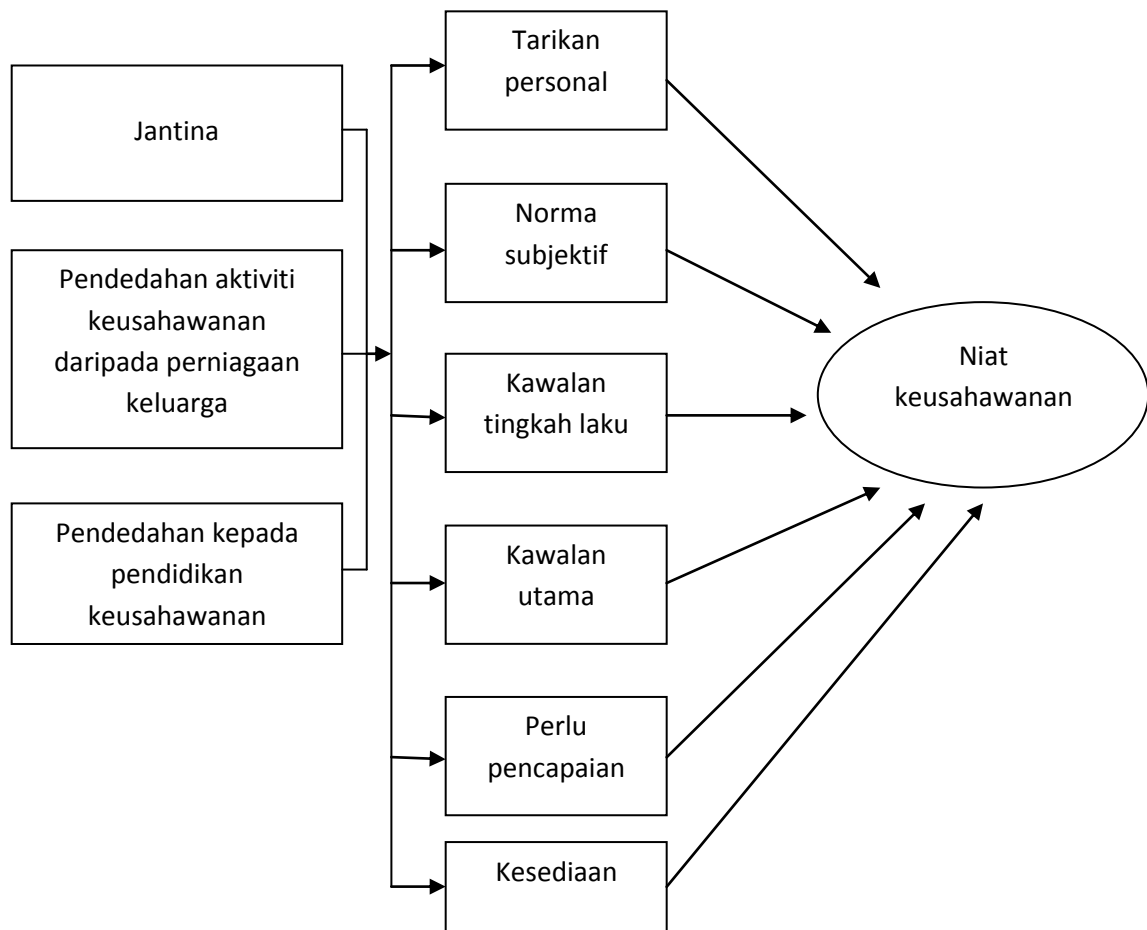 Jantina
Pendedahan aktiviti
keusahawanan
daripada perniagaan
keluarga
Pendedahan kepada
pendidikan
keusahawanan
Tarikan
personal
Norma
subjektif
Kawalan
tingkah laku
Kawalan
utama
Perlu
pencapaian
Kesediaan
Niat
keusahawanan